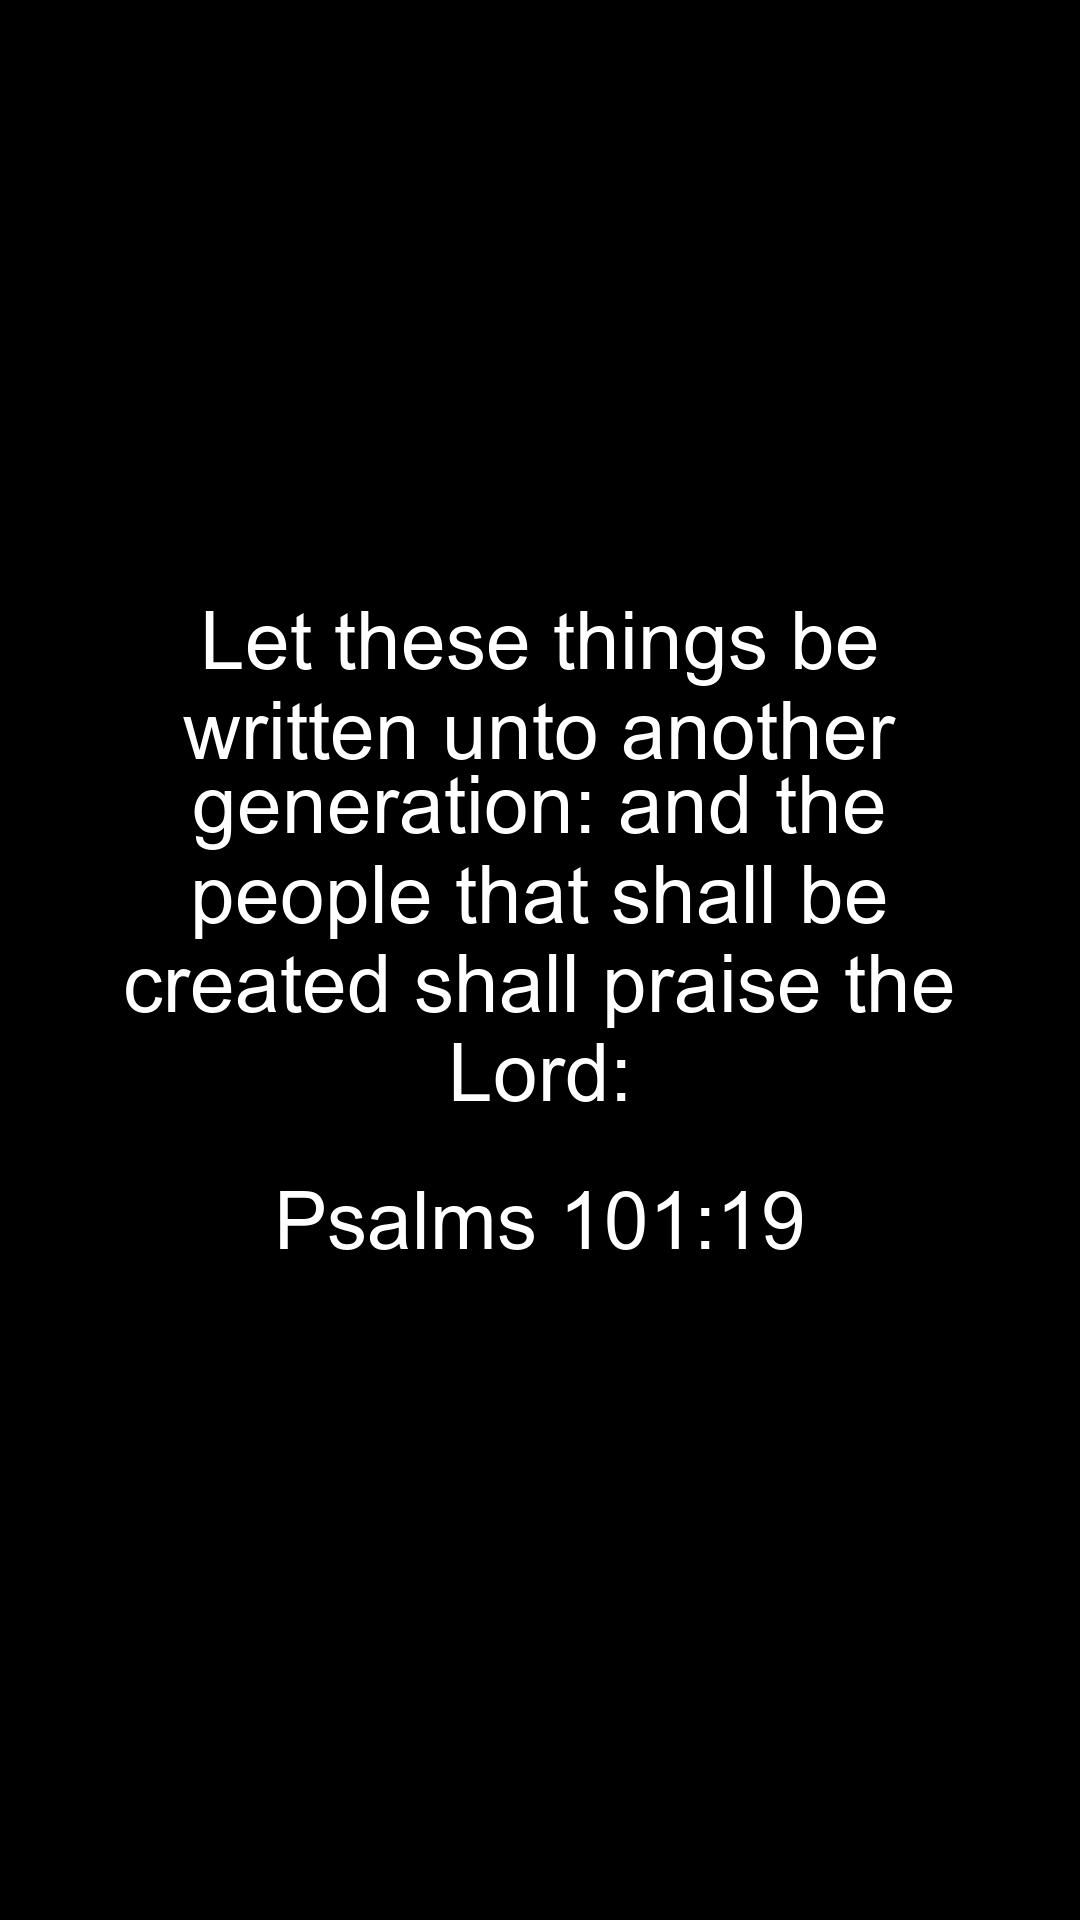 Let these things be
written unto another
generation: and the
people that shall be
created shall praise the
Lord:
Psalms 101:19